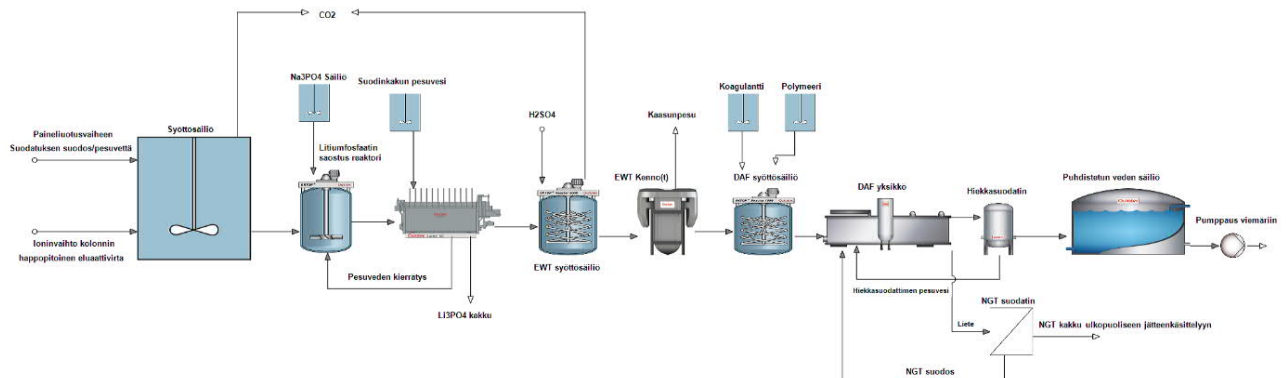 CO2
Na3PO4 Säiliö
Suodinkakun pesuvesi
Koagulantti
Polymeeri
H2SO4
Kaasunpesu
Syöttösäiliö
Paineliuotusvaiheen
Suodatuksen suodos/pesuvettä
Litiumfosfaatin
saostus reaktori
EWT Kenno(t)
DAF syöttösäiliö
DAF yksikkö
Hiekkasuodatin
Puhdistetun veden säiliö
Pumppaus viemäriin
Ioninvaihto kolonnin
happopitoinen eluaattivirta
EWT syöttösäiliö
Pesuveden kierrätys
Hiekkasuodattimen pesuvesi
Li3PO4 kakku
NGT suodatin
Liete
NGT kakku ulkopuoliseen jätteenkäsittelyyn
NGT suodos